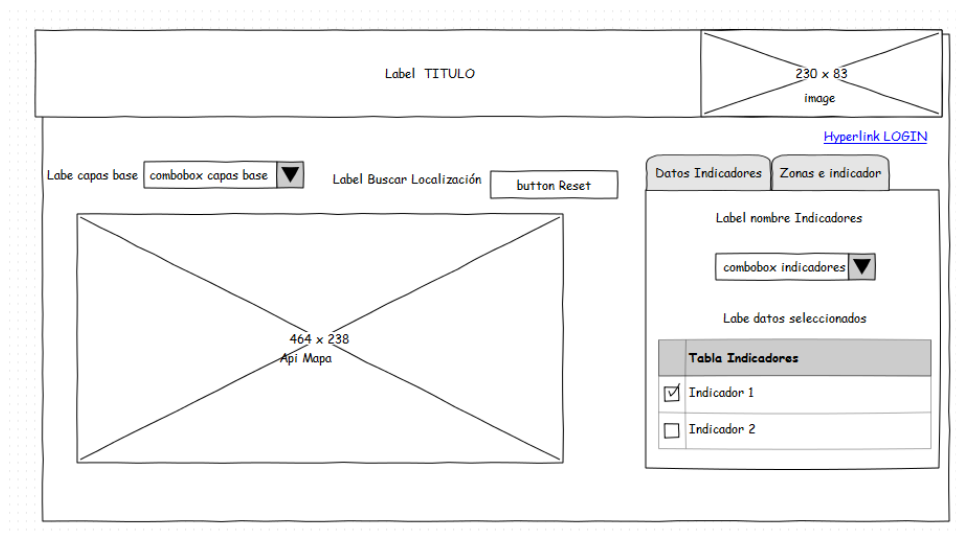 Label TITULO
230 x 83
image
Hyperlink LOGIN
Labe capas base
combobox capas base
Label Buscar Localización
button Reset
Datos Indicadores
Zonas e indicador
Label nombre Indicadores
combobox indicadores
Labe datos seleccionados
464 x 238
Api Mapa
Tabla Indicadores
Indicador 1
Indicador 2